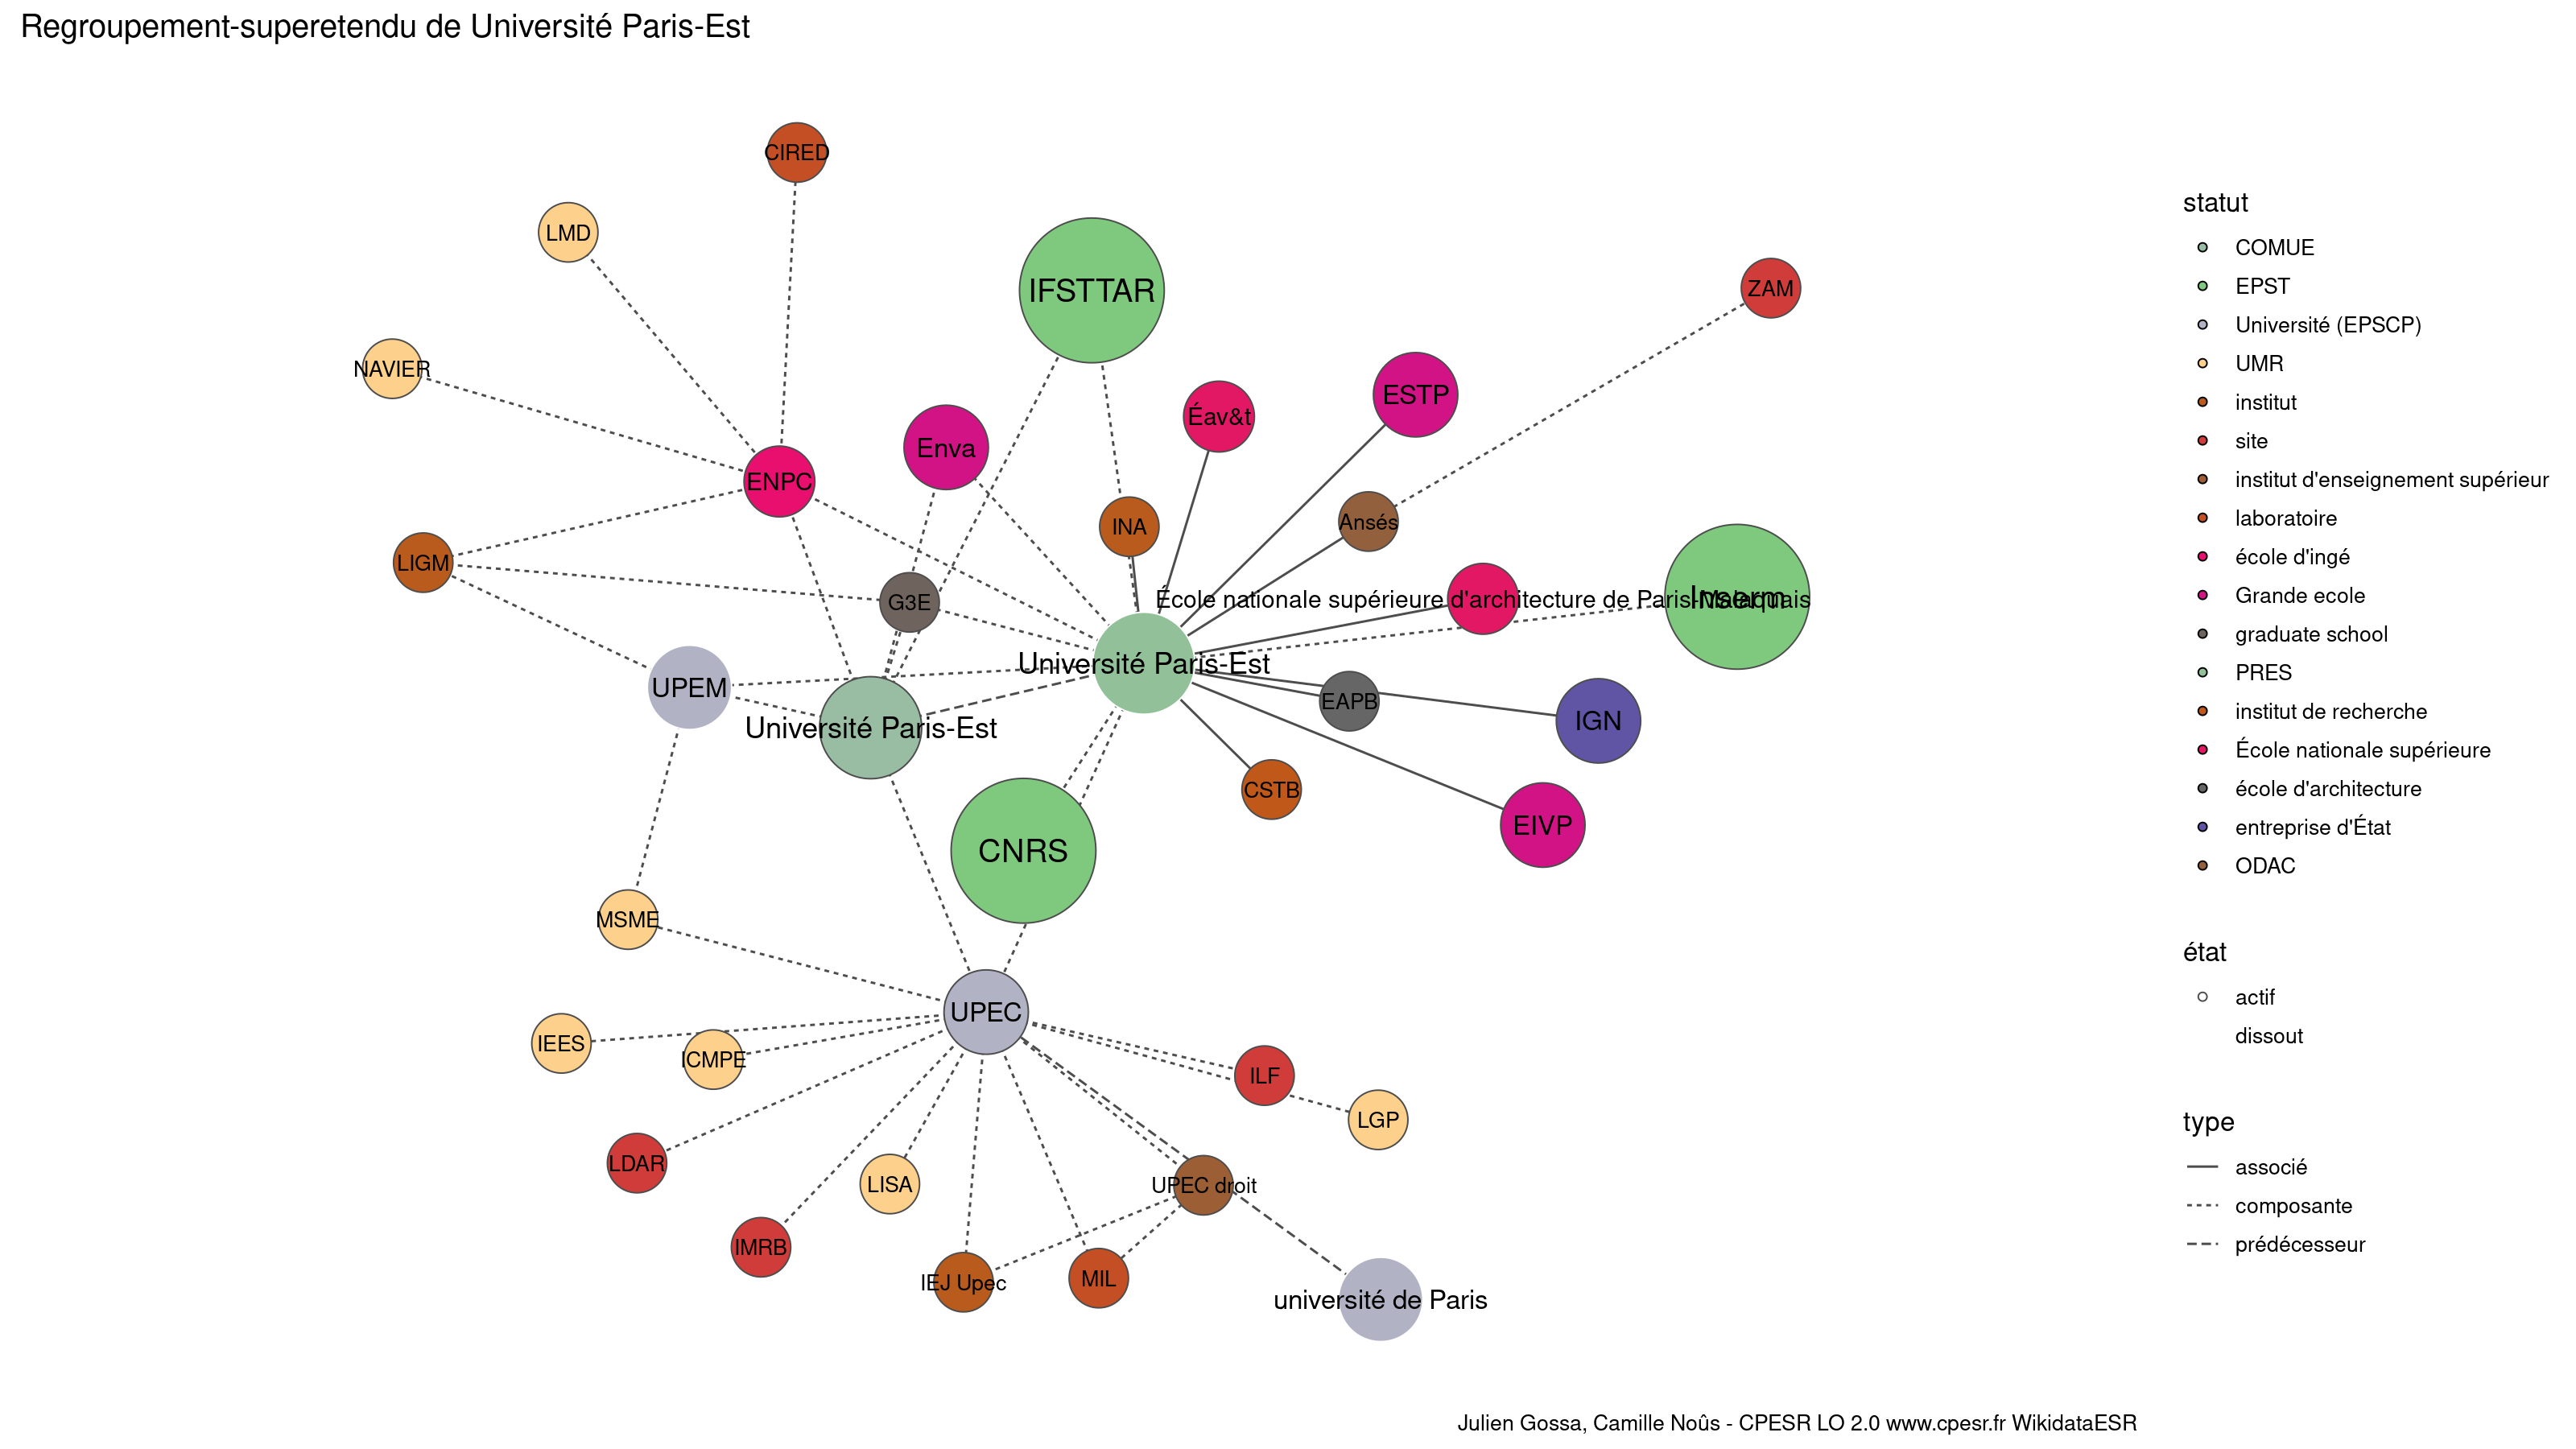 Regroupement-superetendu de Université Paris-Est
CIRED
LMD
IFSTTAR
ZAM
NAVIER
ESTP
Éav&t
Enva
ENPC
Ansés
INA
LIGM
École nationale supérieure d'architecture de Paris-Malaquais
Inserm
G3E
Université Paris-Est
UPEM
EAPB
IGN
Université Paris-Est
CSTB
EIVP
CNRS
MSME
UPEC
IEES
ICMPE
ILF
LGP
LDAR
LISA
UPEC droit
IMRB
IEJ Upec
MIL
université de Paris
statut
COMUE
EPST
Université (EPSCP)
UMR
institut
site
institut d'enseignement supérieur
laboratoire
école d'ingé
Grande ecole
graduate school
PRES
institut de recherche
École nationale supérieure
école d'architecture
entreprise d'État
ODAC
état
actif
dissout
type
associé
composante
prédécesseur
Julien Gossa, Camille Noûs - CPESR LO 2.0 www.cpesr.fr WikidataESR